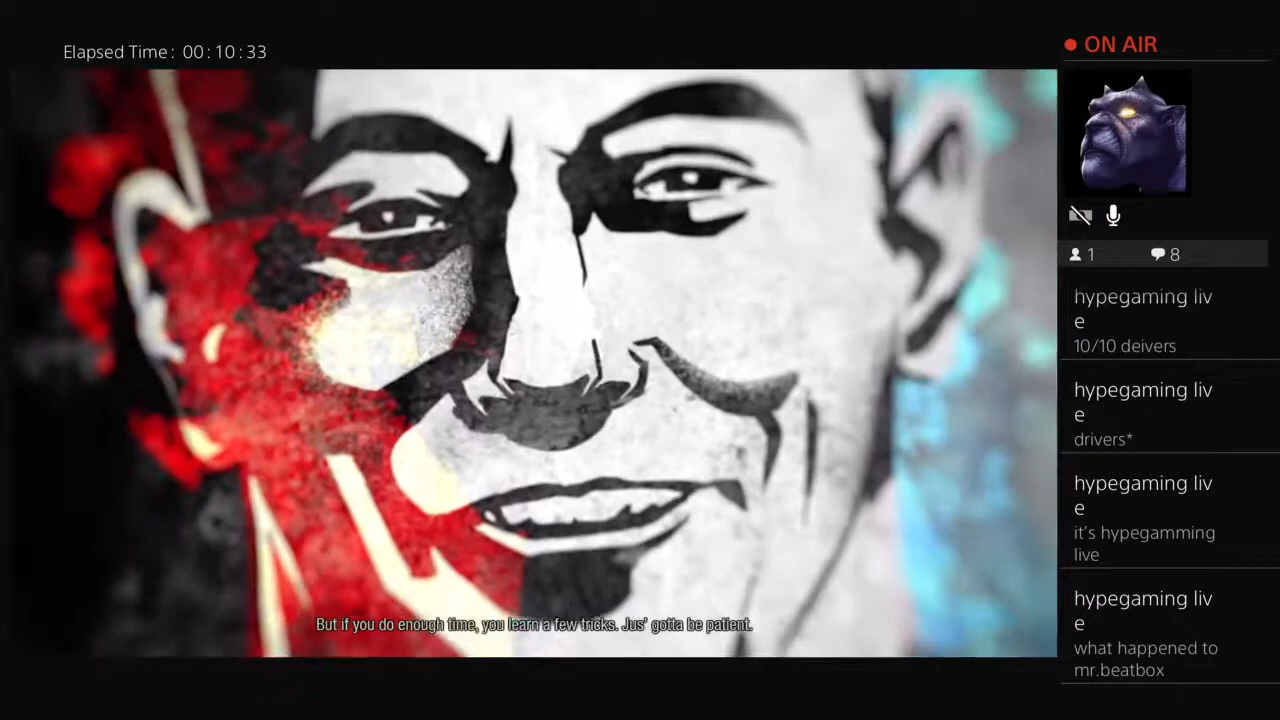 Elapsed Time: 00:10:33
ON AIR
1
8
hypegaming liv
e
10/10 deivers
hypegaming liv
e
drivers*
hypegaming liv
e
it's hypegamming
live
hypegaming liv
e
what happened to
mr.beatbox
But if you do enough time, you learn a few tricks. Jus' gotta be patient.